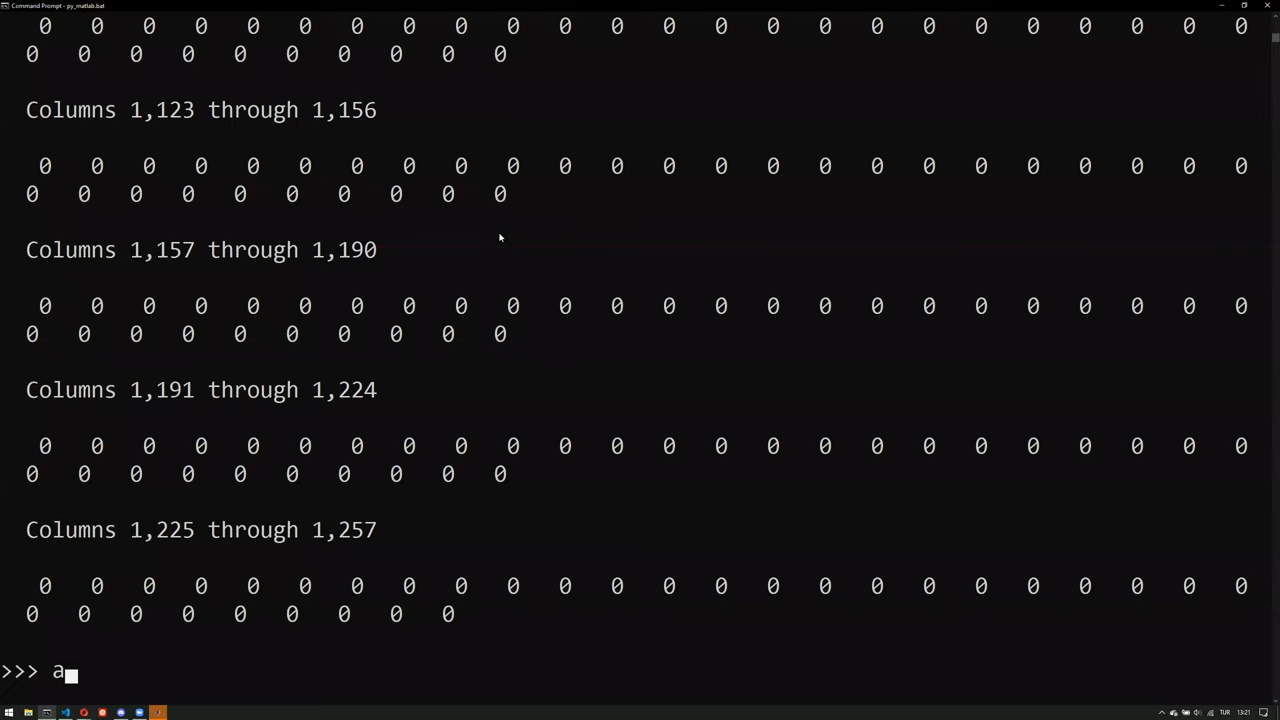 Command Prompt - py_matlab.bat
0 0 0 0 0 0 0 0 0 0 0 0 0 0 0 0 0 0 0 0 0 0 0 0
0 0 0 0 0 0 0 0 0 0
Columns 1,123 through 1,156
0 0 0 0 0 0 0 0 0 0 0 0 0 0 0 0 0 0 0 0 0 0 0 0
0 0 0 0 0 0 0 0 0 0
Columns 1,157 through 1,190
0 0 0 0 0 0 0 0 0 0 0 0 0 0 0 0 0 0 0 0 0 0 0 0
0 0 0 0 0 0 0 0 0 0
Columns 1,191 through 1,224
0 0 0 0 0 0 0 0 0 0 0 0 0 0 0 0 0 0 0 0 0 0 0 0
0 0 0 0 0 0 0 0 0 0
Columns 1,225 through 1,257
0 0 0 0 0 0 0 0 0 0 0 0 0 0 0 0 0 0 0 0 0 0 0 0
0 0 0 0 0 0 0 0 0
>>> a
TUR 13:21